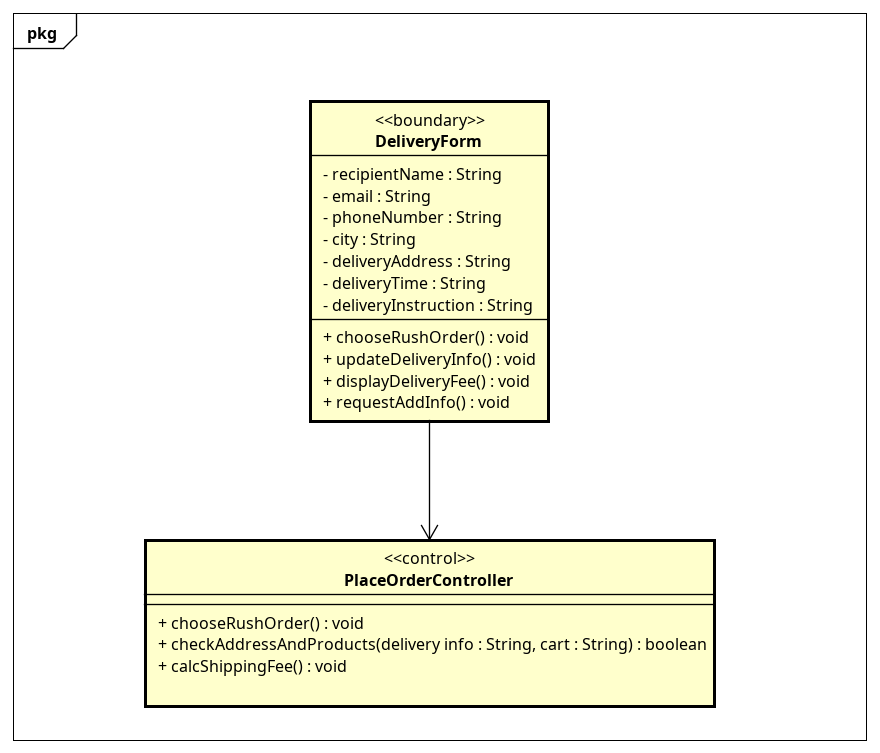 pkg
<<boundary>>
DeliveryForm
- recipientName : String
- email : String
- phoneNumber : String
- city : String
- deliveryAddress : String
- deliveryTime : String
- deliveryInstruction : String
+ chooseRushOrder() : void
+ updateDeliveryInfo() : void
+ displayDeliveryFee() : void
+ requestAddInfo() : void
<<control>>
PlaceOrderController
+ chooseRushOrder() : void
+ checkAddressAndProducts(delivery info : String, cart : String) : boolean
+ calcShippingFee() : void